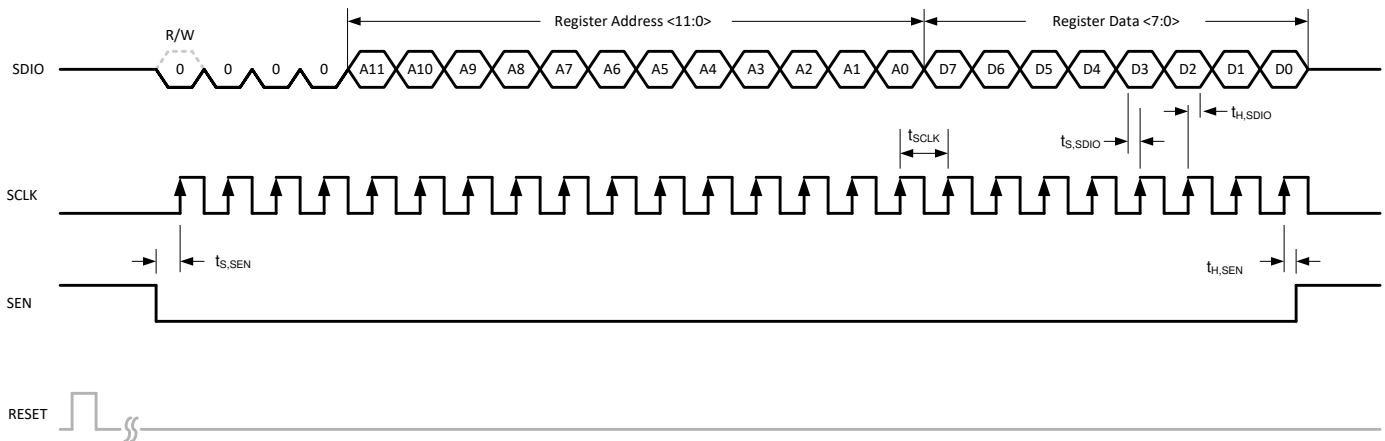 Register Address <11:0> Register Data <7:0>
R/W
SDIO 0 0 0 0 A11 A10 A9 A8 A7 A6 A5 A4 A3 A2 A1 A0 D7 D6 D5 D4 D3 D2 D1 D0
tH,SDIO
tSCLK tS,SDIO
SCLK
tS,SEN tH,SEN
SEN
RESET